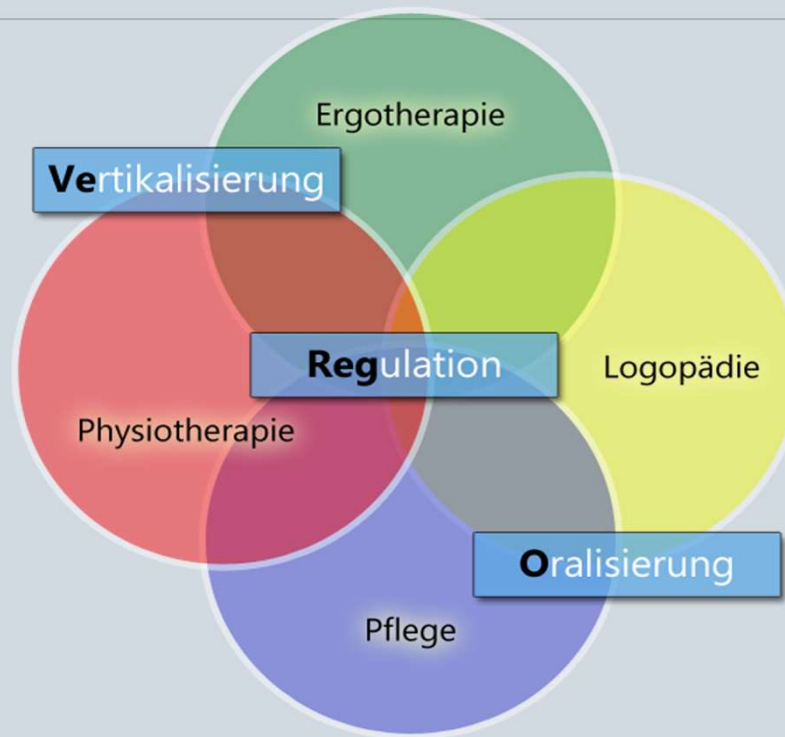 Ergotherapie
Vertikalisierung
Regulation
Logopädie
Physiotherapie
Oralisierung
Pflege